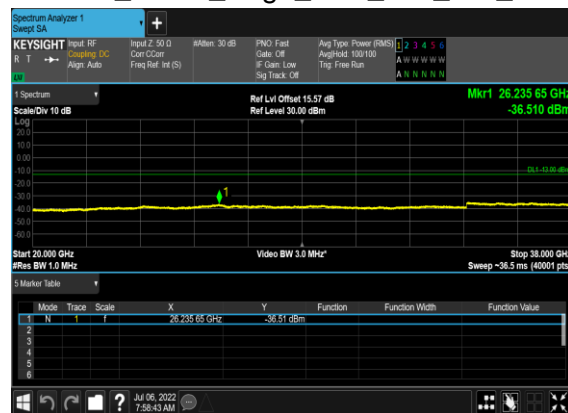 Spectrum Analyzer 1
Swept SA
KEYSIGHT
R T
Input: RF
Coupling: DC
Align: Auto
Input Z: 50 Ω
Corr CCorr
Freq Ref: Int (S)
#Atten: 30 dB
PNO: Fast
Gate: Off
IF Gain: Low
Sig Track: Off
Avg Type: Power (RMS)
Avg|Hold: 100/100
Trig: Free Run
1 2 3 4 5 6
A W W W W W
A N N N N N
1 Spectrum
Scale/Div 10 dB
Ref Lvl Offset 15.57 dB
Ref Level 30.00 dBm
Mkr1 26.235 65 GHz
-36.510 dBm
Log
20.0
10.0
0.00
-10.0
DL1 -13.00 dBm
-20.0
-30.0
1
-40.0
-50.0
-60.0
Start 20.000 GHz
#Res BW 1.0 MHz
Video BW 3.0 MHz*
Stop 38.000 GHz
Sweep ~36.5 ms (40001 pts)
5 Marker Table
Mode Trace Scale X Y Function Function Width Function Value
1 N 1 f 26.235 65 GHz -36.51 dBm
2
3
4
5
6
?
Jul 06, 2022
7:58:43 AM